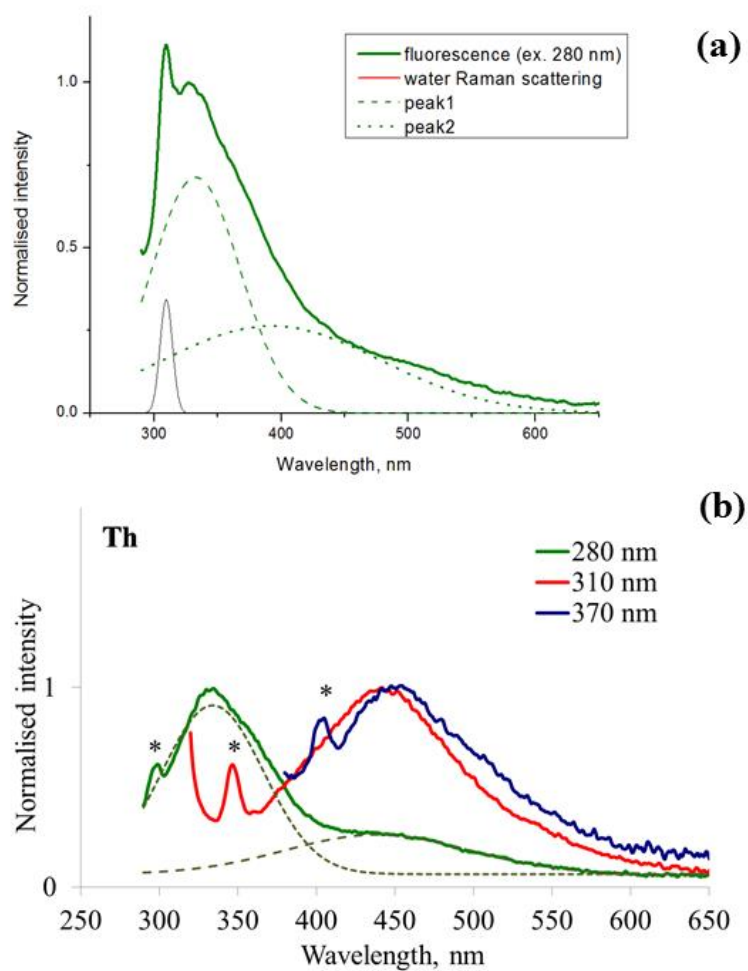 (a)
fluorescence (ex. 280 nm)
water Raman scattering
peak1
peak2
1.0
0.5
0.0
Normalised intensity
300
400
500
600
Wavelength, nm
(b)
Th
280 nm
310 nm
370 nm
*
*
*
1
0
Normalised intensity
250 300 350 400 450 500 550 600 650
Wavelength, nm